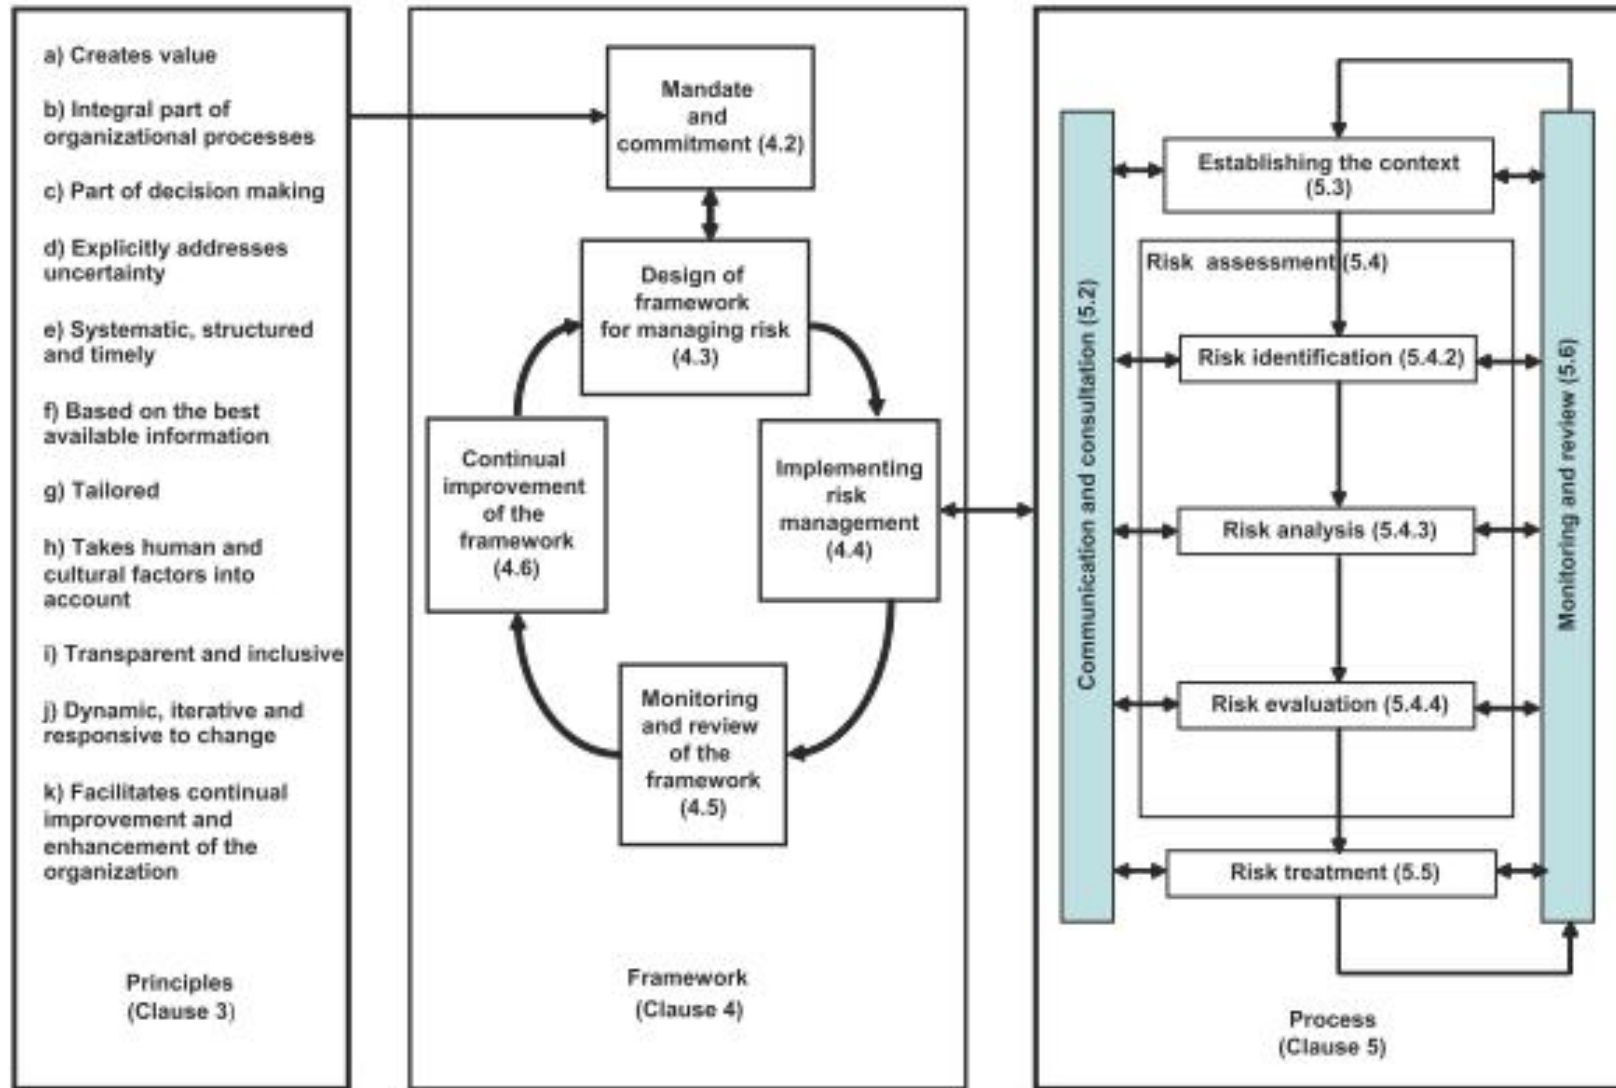 a) Creates value
b) Integral part of
organizational processes
c) Part of decision making
d) Explicitly addresses
uncertainty
e) Systematic, structured
and timely
f) Based on the best
available information
g) Tailored
h) Takes human and
cultural factors into
account
i) Transparent and inclusive
j) Dynamic, iterative and
responsive to change
k) Facilitates continual
improvement and
enhancement of the
organization
Principles
(Clause 3)
Mandate
and
commitment (4.2)
Design of
framework
for managing risk
(4.3)
Continual
improvement
of the
framework
(4.6)
Implementing
risk
management
(4.4)
Monitoring
and review
of the
framework
(4.5)
Framework
(Clause 4)
Communication and consultation (5.2)
Establishing the context
(5.3)
Risk assessment (5.4)
Risk identification (5.4.2)
Risk analysis (5.4.3)
Risk evaluation (5.4.4)
Risk treatment (5.5)
Monitoring and review (5.6)
Process
(Clause 5)